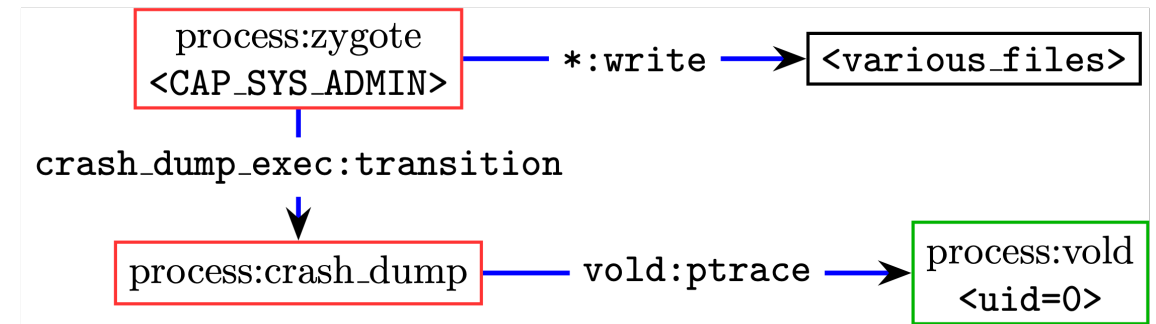 process:zygote
<CAP_SYS_ADMIN>
*:write
<various_files>
crash_dump_exec:transition
process:crash_dump
vold:ptrace
process:vold
<uid=0>